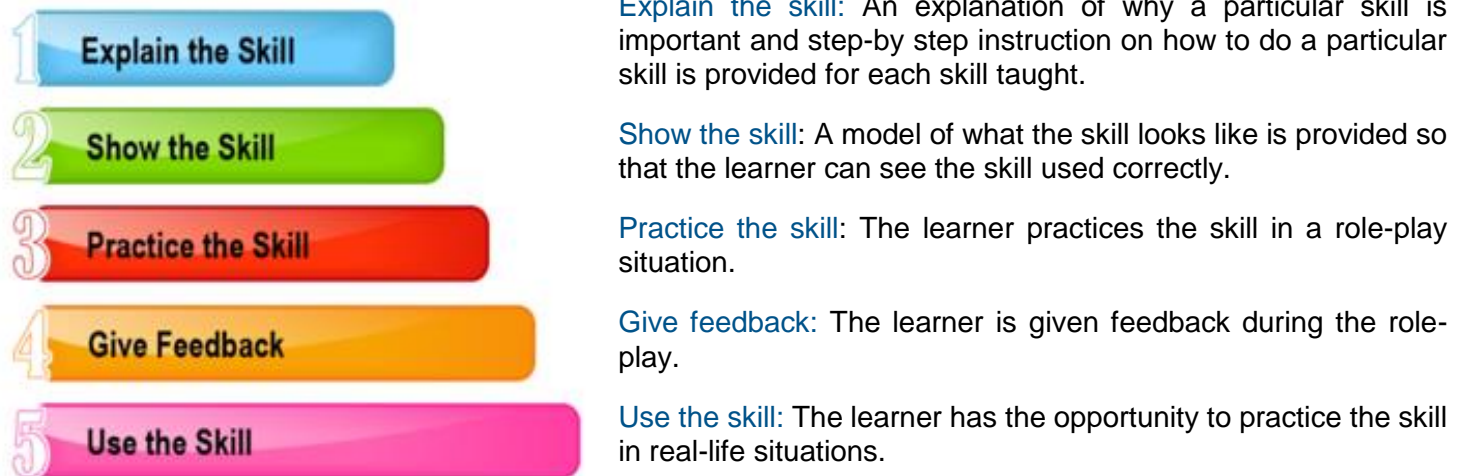 1 Explain the Skill
2 Show the Skill
3 Practice the Skill
4 Give Feedback
5 Use the Skill
Explain the skill: An explanation of why a particular skill is
important and step-by step instruction on how to do a particular
skill is provided for each skill taught.
Show the skill: A model of what the skill looks like is provided so
that the learner can see the skill used correctly.
Practice the skill: The learner practices the skill in a role-play
situation.
Give feedback: The learner is given feedback during the role-
play.
Use the skill: The learner has the opportunity to practice the skill
in real-life situations.